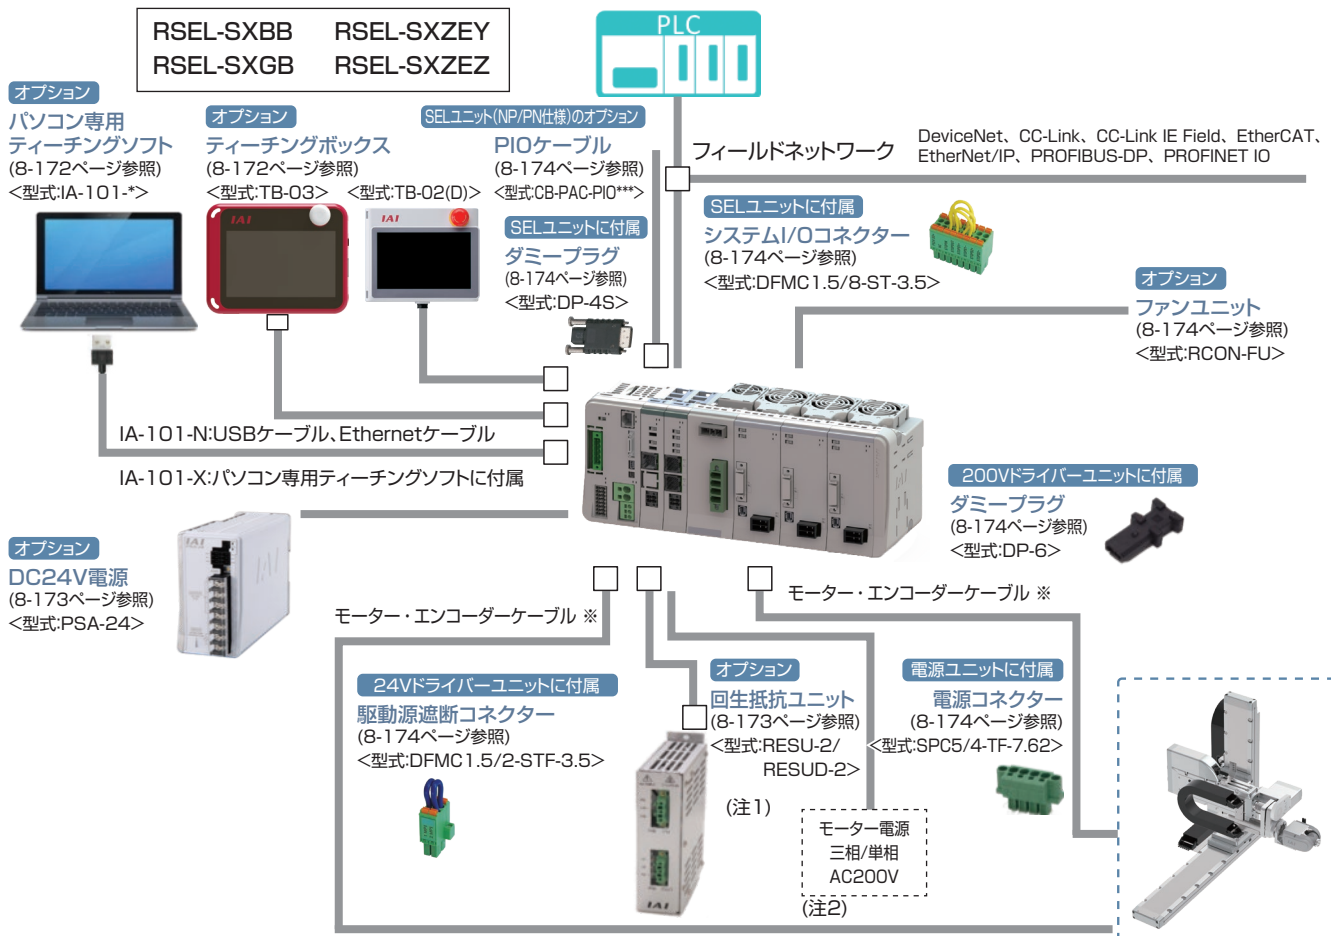 RSEL-SXBB RSEL-SXZEY
RSEL-SXGB RSEL-SXZEZ
PLC
オプション
パソコン専用
ティーチングソフト
(8-172ページ参照)
<型式:IA-101-*>
オプション
ティーチングボックス
(8-172ページ参照)
<型式:TB-03> <型式:TB-02(D)>
SELユニット(NP/PN仕様)のオプション
PIOケーブル
(8-174ページ参照)
<型式:CB-PAC-PIO***>
フィールドネットワーク
DeviceNet、CC-Link、CC-Link IE Field、EtherCAT、
EtherNet/IP、PROFIBUS-DP、PROFINET IO
SELユニットに付属
ダミープラグ
(8-174ページ参照)
<型式:DP-4S>
SELユニットに付属
システムI/Oコネクター
(8-174ページ参照)
<型式:DFMC1.5/8-ST-3.5>
オプション
ファンユニット
(8-174ページ参照)
<型式:RCON-FU>
IAI
IAI
IA-101-N:USBケーブル、Ethernetケーブル
IA-101-X:パソコン専用ティーチングソフトに付属
200Vドライバーユニットに付属
ダミープラグ
(8-174ページ参照)
<型式:DP-6>
オプション
DC24V電源
(8-173ページ参照)
<型式:PSA-24>
IAI
IAI
モーター・エンコーダーケーブル ※
モーター・エンコーダーケーブル ※
24Vドライバーユニットに付属
駆動源遮断コネクター
(8-174ページ参照)
<型式:DFMC1.5/2-STF-3.5>
オプション
回生抵抗ユニット
(8-173ページ参照)
<型式:RESU-2/
RESUD-2>
(注1)
IAI
電源ユニットに付属
電源コネクター
(8-174ページ参照)
<型式:SPC5/4-TF-7.62>
モーター電源
三相/単相
AC200V
(注2)